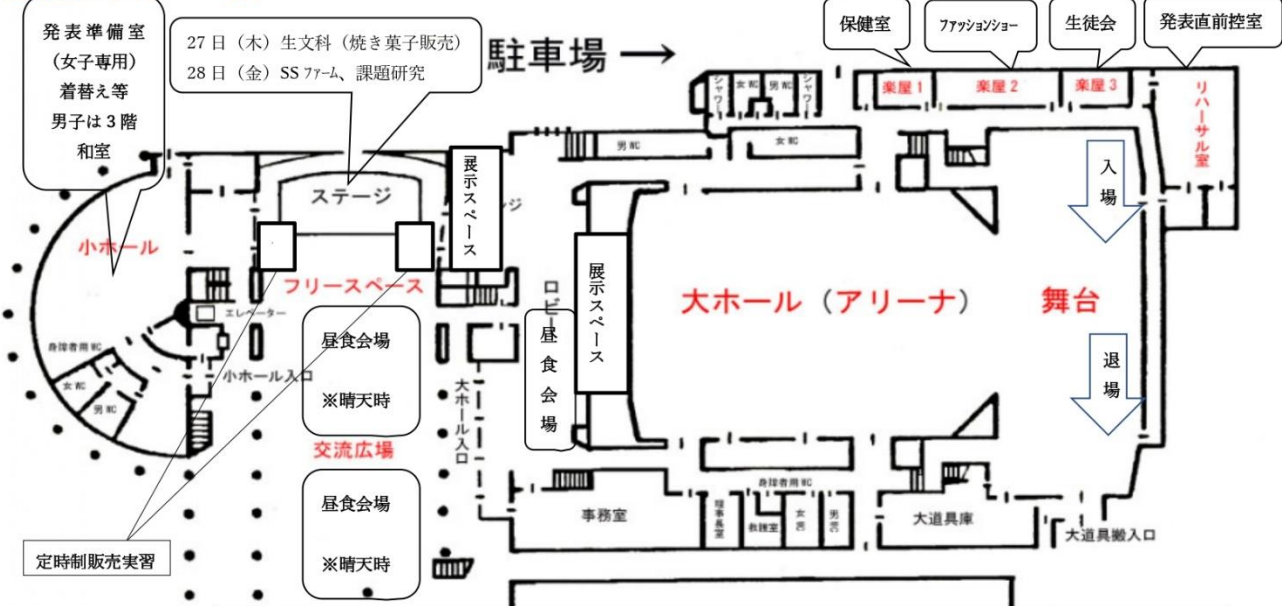 発表準備室
(女子専用)
着替え等
男子は3階
和室
27日(木)生文科(焼き菓子販売)
28日(金)SSファーム、課題研究
駐車場 →
保健室
ファッションショー
生徒会
発表直前控室
シャワー
女WC
男WC
シャワー
楽屋1
楽屋2
楽屋3
リハーサル室
男WC
女WC
ステージ
展示スペース
ージ
入場
小ホール
フリースペース
エレベーター
ロビー
展示スペース
大ホール(アリーナ)
舞台
昼食会場
※晴天時
昼食会場
退場
身障者用WC
小ホール入口
女WC
男WC
大ホール入口
交流広場
昼食会場
※晴天時
身障者用WC
事務室
理事長室
救護室
女WC
男WC
大道具庫
大道具搬入口
定時制販売実習